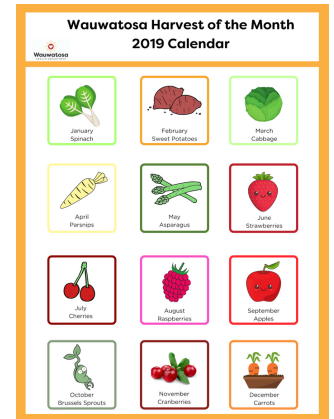 Wauwatosa Harvest of the Month
2019 Calendar
Wauwatosa
January
Spinach
February
Sweet Potatoes
March
Cabbage
April
Parsnips
May
Asparagus
June
Strawberries
July
Cherries
August
Raspberries
September
Apples
October
Brussels Sprouts
November
Cranberries
December
Carrots